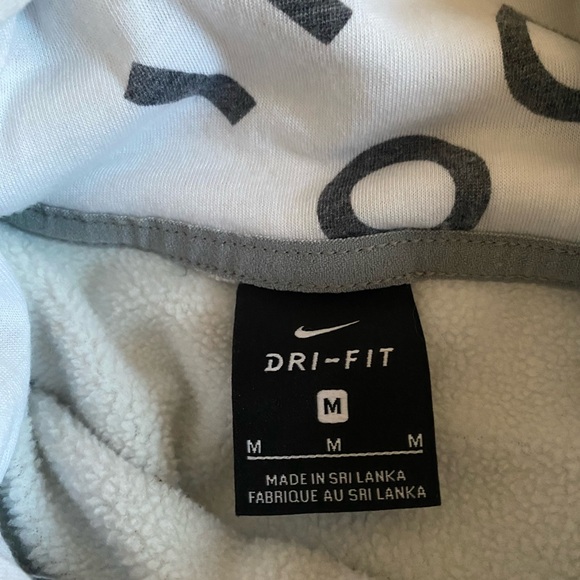 DRI-FIT
M
M M M
MADE IN SRI LANKA
FABRIQUE AU SRI LANKA